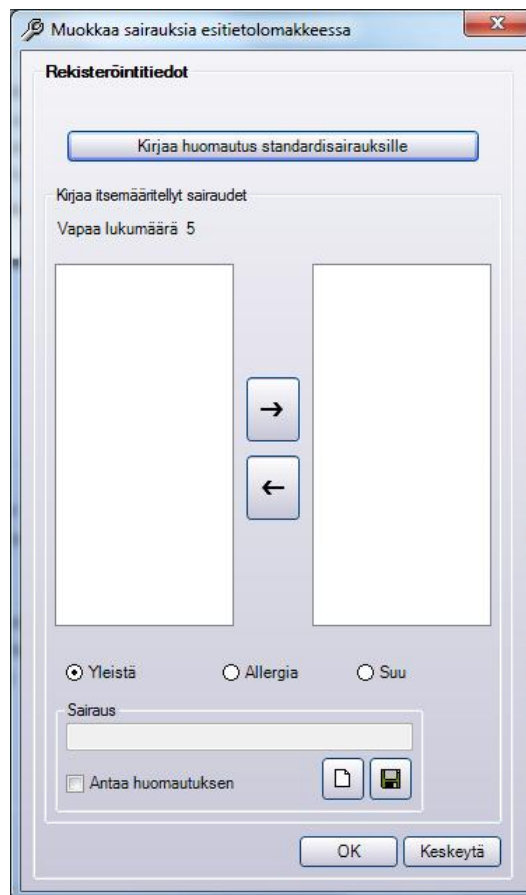 Muokkaa sairauksia esitietolomakkeessa
Rekisteröintitiedot
Kirjaa huomautus standardisairauksille
Kirjaa itsemääritellyt sairaudet
Vapaa lukumäärä 5
Yleistä Allergia Suu
Sairaus
Antaa huomautuksen
OK Keskeytä